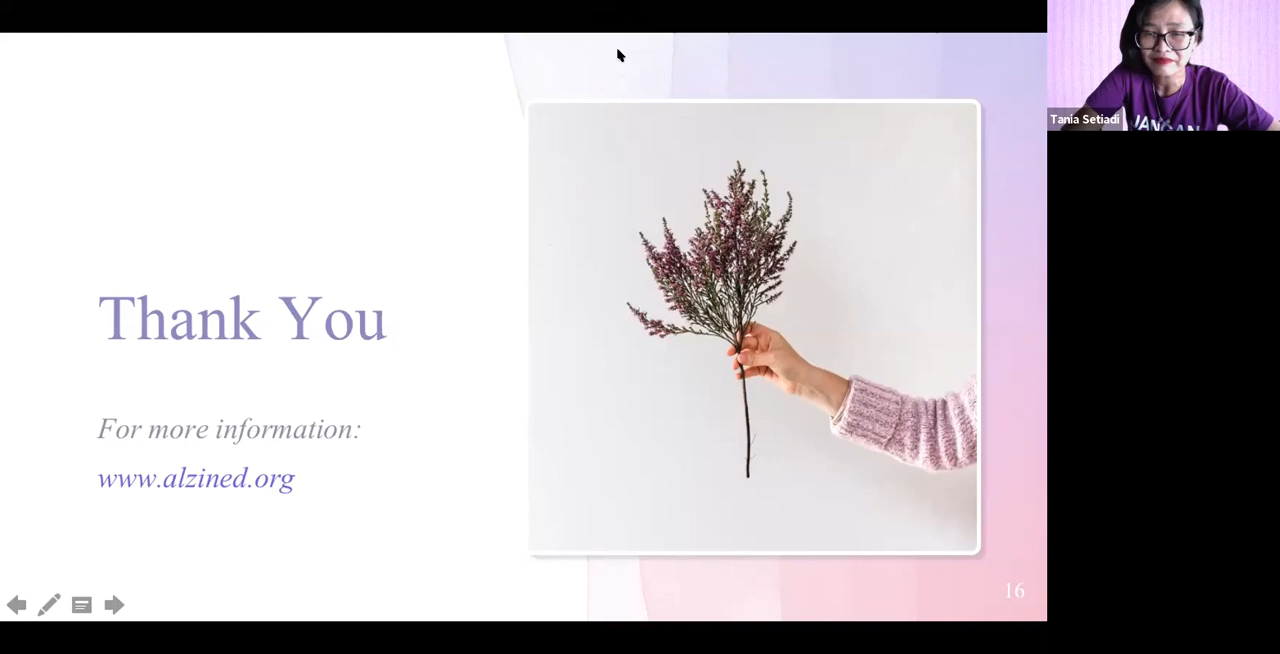 Thank You
For more information:
www.alzined.org
16
Tania Setiadi